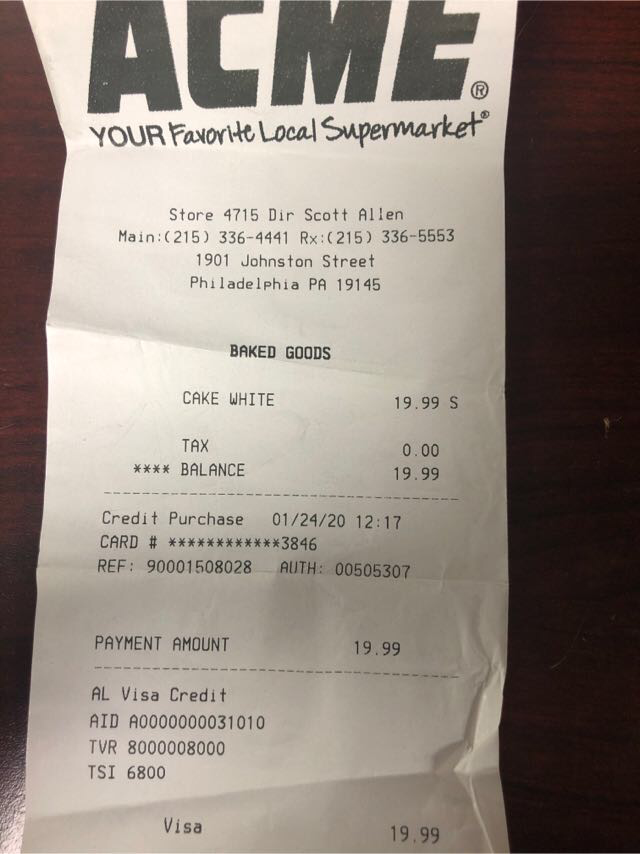 ACME®
YOUR Favorite Local Supermarket®
Store 4715 Dir Scott Allen
Main:(215) 336-4441 Rx:(215) 336-5553
1901 Johnston Street
Philadelphia PA 19145
BAKED GOODS
CAKE WHITE 19.99 S
TAX 0.00
**** BALANCE 19.99
Credit Purchase 01/24/20 12:17
CARD # ************3846
REF: 90001508028 AUTH: 00505307
PAYMENT AMOUNT 19.99
AL Visa Credit
AID A0000000031010
TVR 8000008000
TSI 6800
Visa 19.99